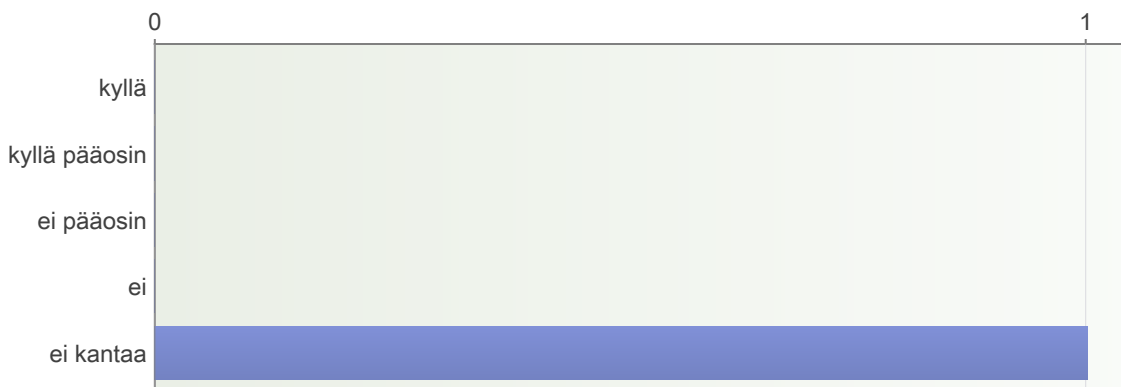 0 1
kyllä
kyllä pääosin
ei pääosin
ei
ei kantaa